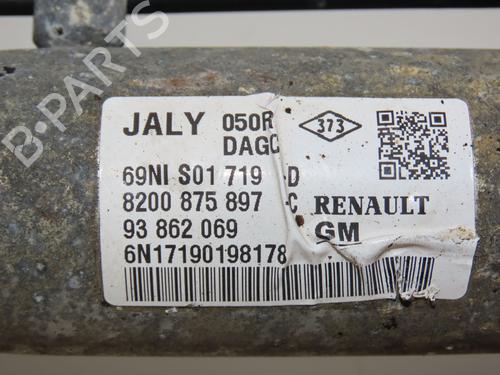 JALY 050R
DAGC
373
69NI S01 719 -D
8200 875 897 -C RENAULT
93 862 069 GM
6N17190198178
B-PARTS